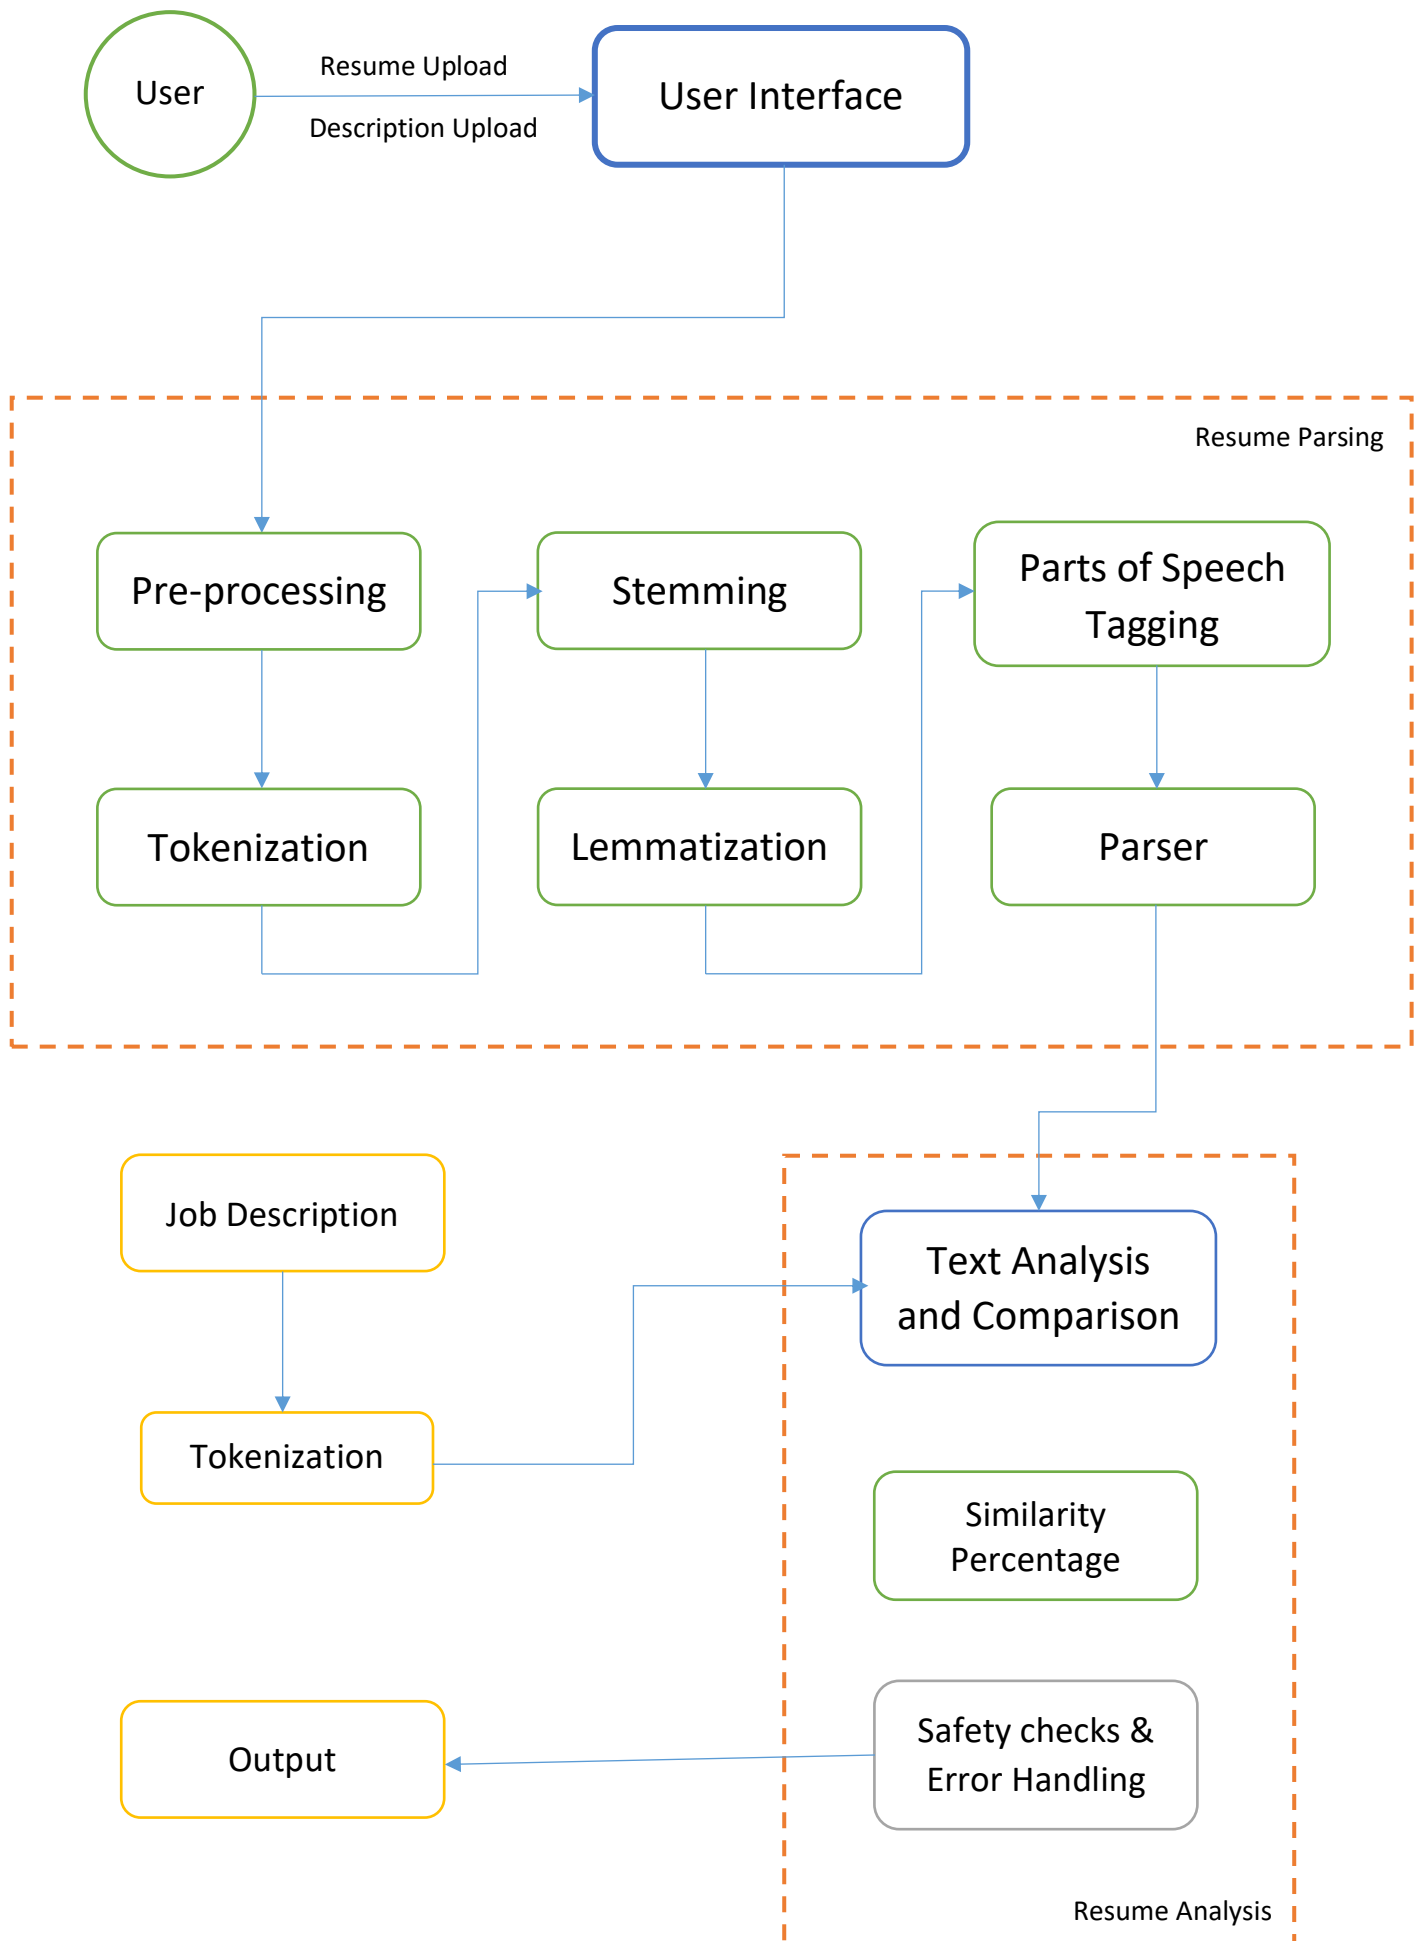 User
Resume Upload
Description Upload
User Interface
Resume Parsing
Pre-processing
Stemming
Parts of Speech
Tagging
Tokenization
Lemmatization
Parser
Job Description
Text Analysis
and Comparison
Tokenization
Similarity
Percentage
Output
Safety checks &
Error Handling
Resume Analysis